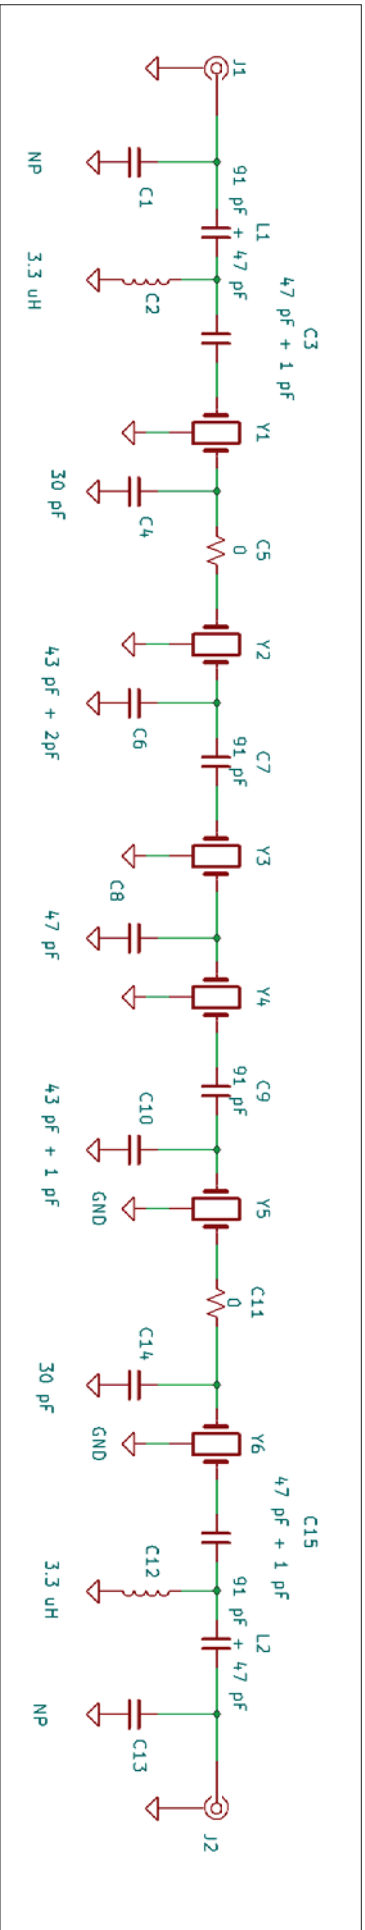 J1
NP
C1
91 pF + 47 pF
L1
3.3 uH
C2
47 pF + 1 pF
C3
Y1
30 pF
C4
0
C5
Y2
43 pF + 2pF
C6
91 pF
C7
Y3
C8
47 pF
Y4
91 pF
C9
43 pF + 1 pF
C10
GND
Y5
0
C11
30 pF
C14
GND
Y6
47 pF + 1 pF
C15
3.3 uH
C12
91 pF + 47 pF
L2
NP
C13
J2